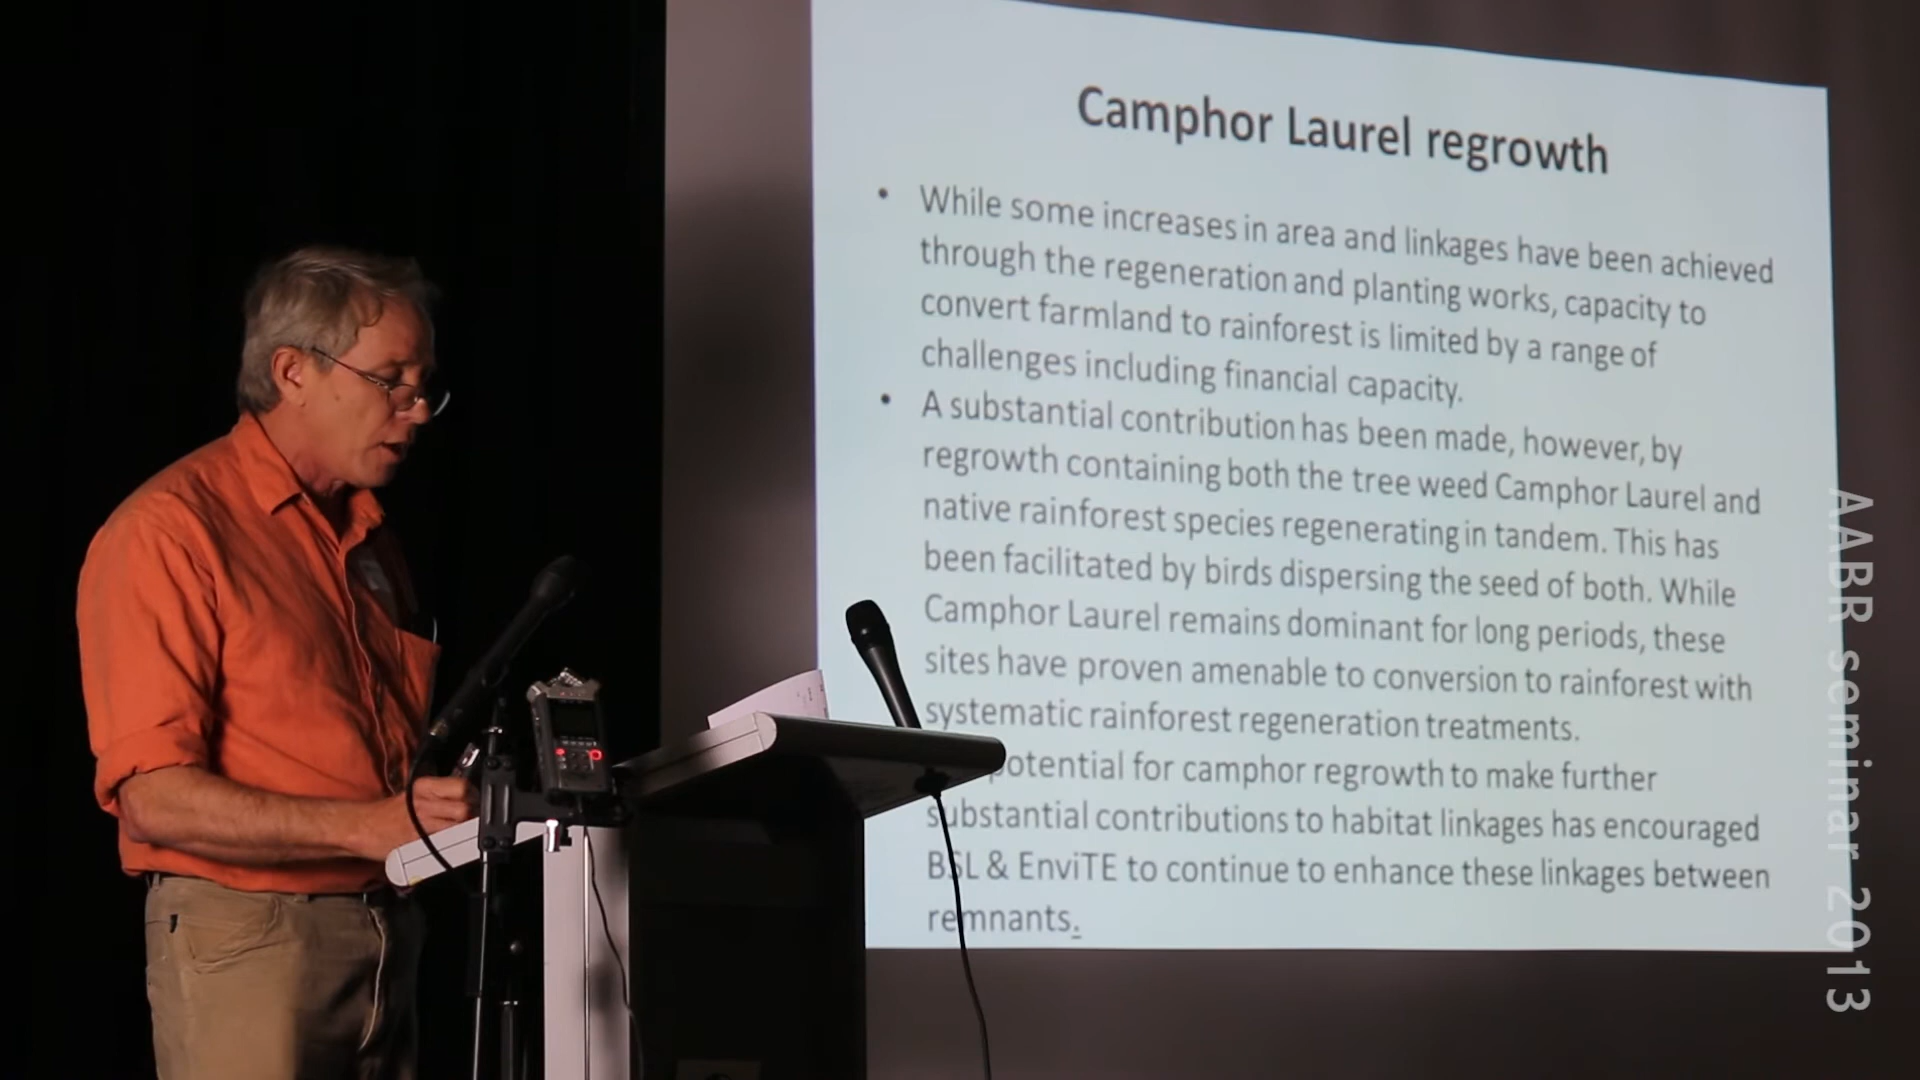 Camphor Laurel regrowth
• While some increases in area and linkages have been achieved
through the regeneration and planting works, capacity to
convert farmland to rainforest is limited by a range of
challenges including financial capacity.
• A substantial contribution has been made, however, by
regrowth containing both the tree weed Camphor Laurel and
native rainforest species regenerating in tandem. This has
been facilitated by birds dispersing the seed of both. While
Camphor Laurel remains dominant for long periods, these
sites have proven amenable to conversion to rainforest with
systematic rainforest regeneration treatments.
potential for camphor regrowth to make further
substantial contributions to habitat linkages has encouraged
BSL & EnviTE to continue to enhance these linkages between
remnants.
AABR seminar 2013